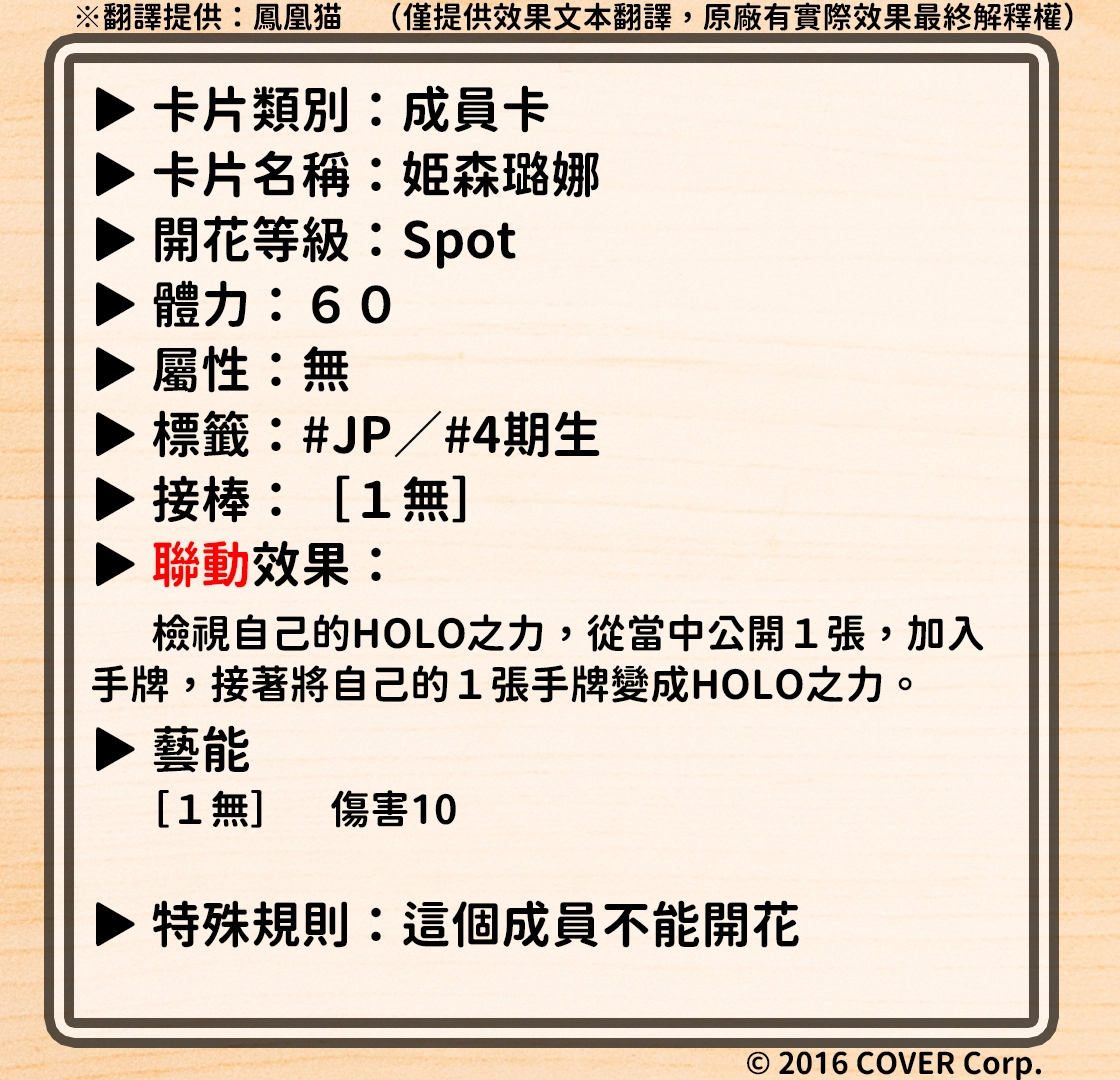 ※翻譯提供：鳳凰猫　（僅提供效果文本翻譯，原廠有實際效果最終解釋權）
▶ 卡片類別：成員卡
▶ 卡片名稱：姫森璐娜
▶ 開花等級：Spot
▶ 體力：６０
▶ 屬性：無
▶ 標籤：#JP／#4期生
▶ 接棒：［１無］
▶ 聯動效果：
檢視自己的HOLO之力，從當中公開１張，加入
手牌，接著將自己的１張手牌變成HOLO之力。
▶ 藝能
［１無］　傷害10
▶ 特殊規則：這個成員不能開花
© 2016 COVER Corp.